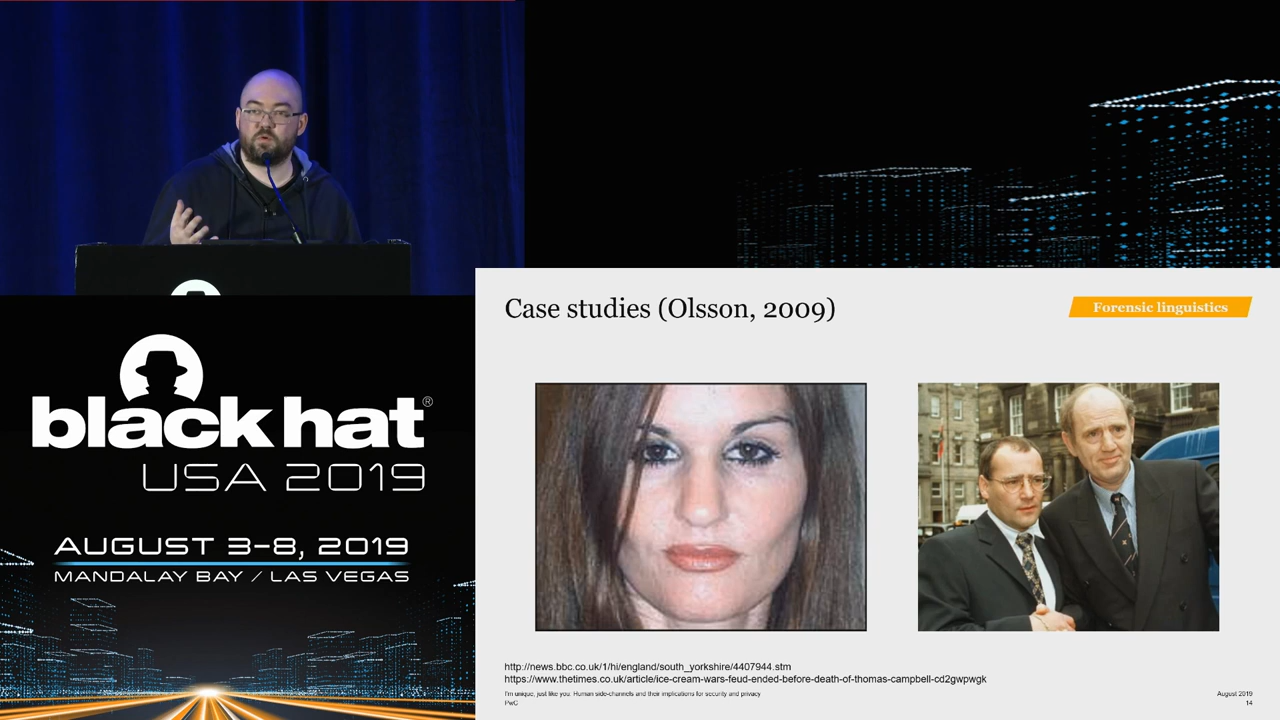 black hat®
USA 2019
AUGUST 3-8, 2019
MANDALAY BAY / LAS VEGAS
Case studies (Olsson, 2009)
Forensic linguistics
http://news.bbc.co.uk/1/hi/england/south_yorkshire/4407944.stm
https://www.thetimes.co.uk/article/ice-cream-wars-feud-ended-before-death-of-thomas-campbell-cd2gwpwgk
I'm unique, just like you: Human side-channels and their implications for security and privacy
PwC
August 2019
14